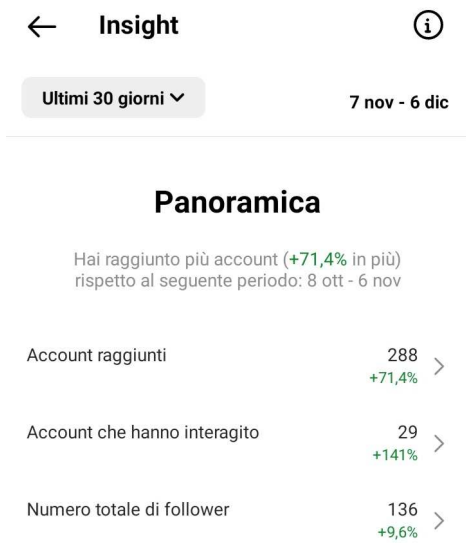 Insight
Ultimi 30 giorni
7 nov - 6 dic
Panoramica
Hai raggiunto più account (+71,4% in più)
rispetto al seguente periodo: 8 ott - 6 nov
Account raggiunti
288
+71,4%
Account che hanno interagito
29
+141%
Numero totale di follower
136
+9,6%